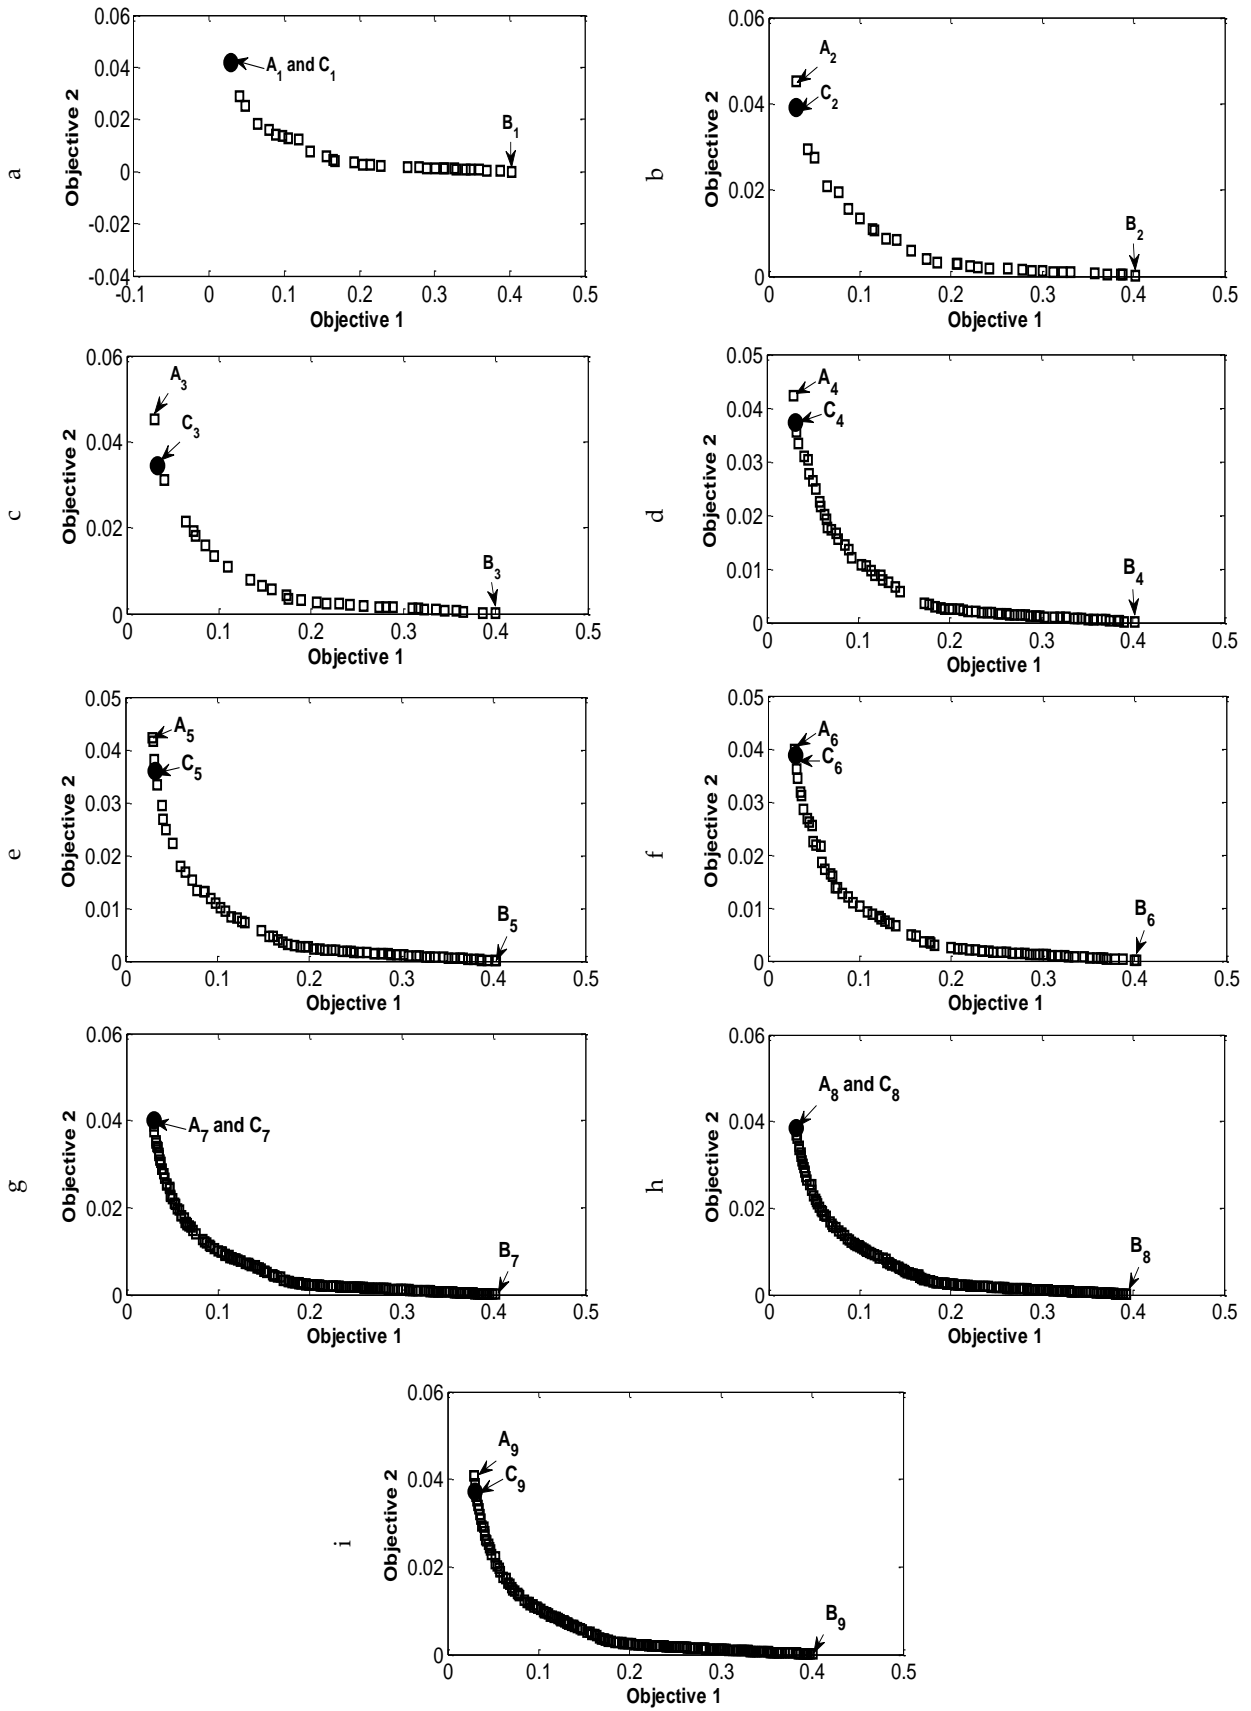 a
Objective 2
0.06
0.04
0.02
0
-0.02
-0.04
-0.1
0
0.1
0.2
0.3
0.4
0.5
Objective 1
A1 and C1
B1
b
Objective 2
0.06
0.04
0.02
0
0
0.1
0.2
0.3
0.4
0.5
Objective 1
A2
C2
B2
c
Objective 2
0.06
0.04
0.02
0
0
0.1
0.2
0.3
0.4
0.5
Objective 1
A3
C3
B3
d
Objective 2
0.05
0.04
0.03
0.02
0.01
0
0
0.1
0.2
0.3
0.4
0.5
Objective 1
A4
C4
B4
e
Objective 2
0.05
0.04
0.03
0.02
0.01
0
0
0.1
0.2
0.3
0.4
0.5
Objective 1
A5
C5
B5
f
Objective 2
0.05
0.04
0.03
0.02
0.01
0
0
0.1
0.2
0.3
0.4
0.5
Objective 1
A6
C6
B6
g
Objective 2
0.06
0.04
0.02
0
0
0.1
0.2
0.3
0.4
0.5
Objective 1
A7 and C7
B7
h
Objective 2
0.06
0.04
0.02
0
0
0.1
0.2
0.3
0.4
0.5
Objective 1
A8 and C8
B8
i
Objective 2
0.06
0.04
0.02
0
0
0.1
0.2
0.3
0.4
0.5
Objective 1
A9
C9
B9